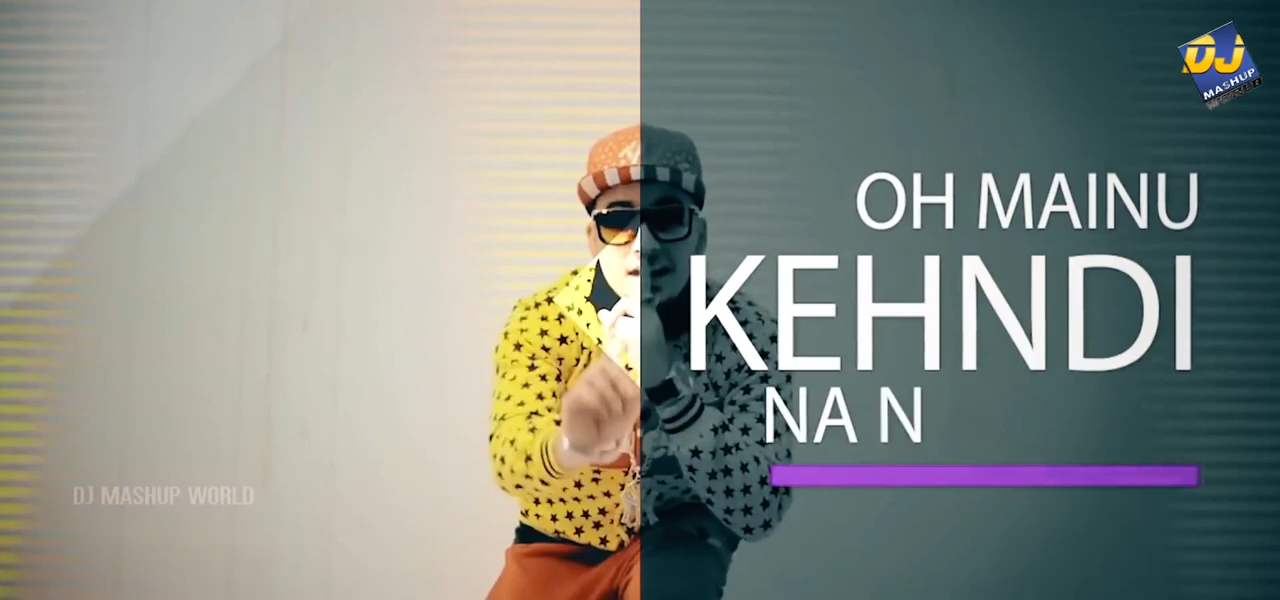 DJ
MASHUP
OH MAINU
KEHNDI
NA N
DJ MASHUP WORLD